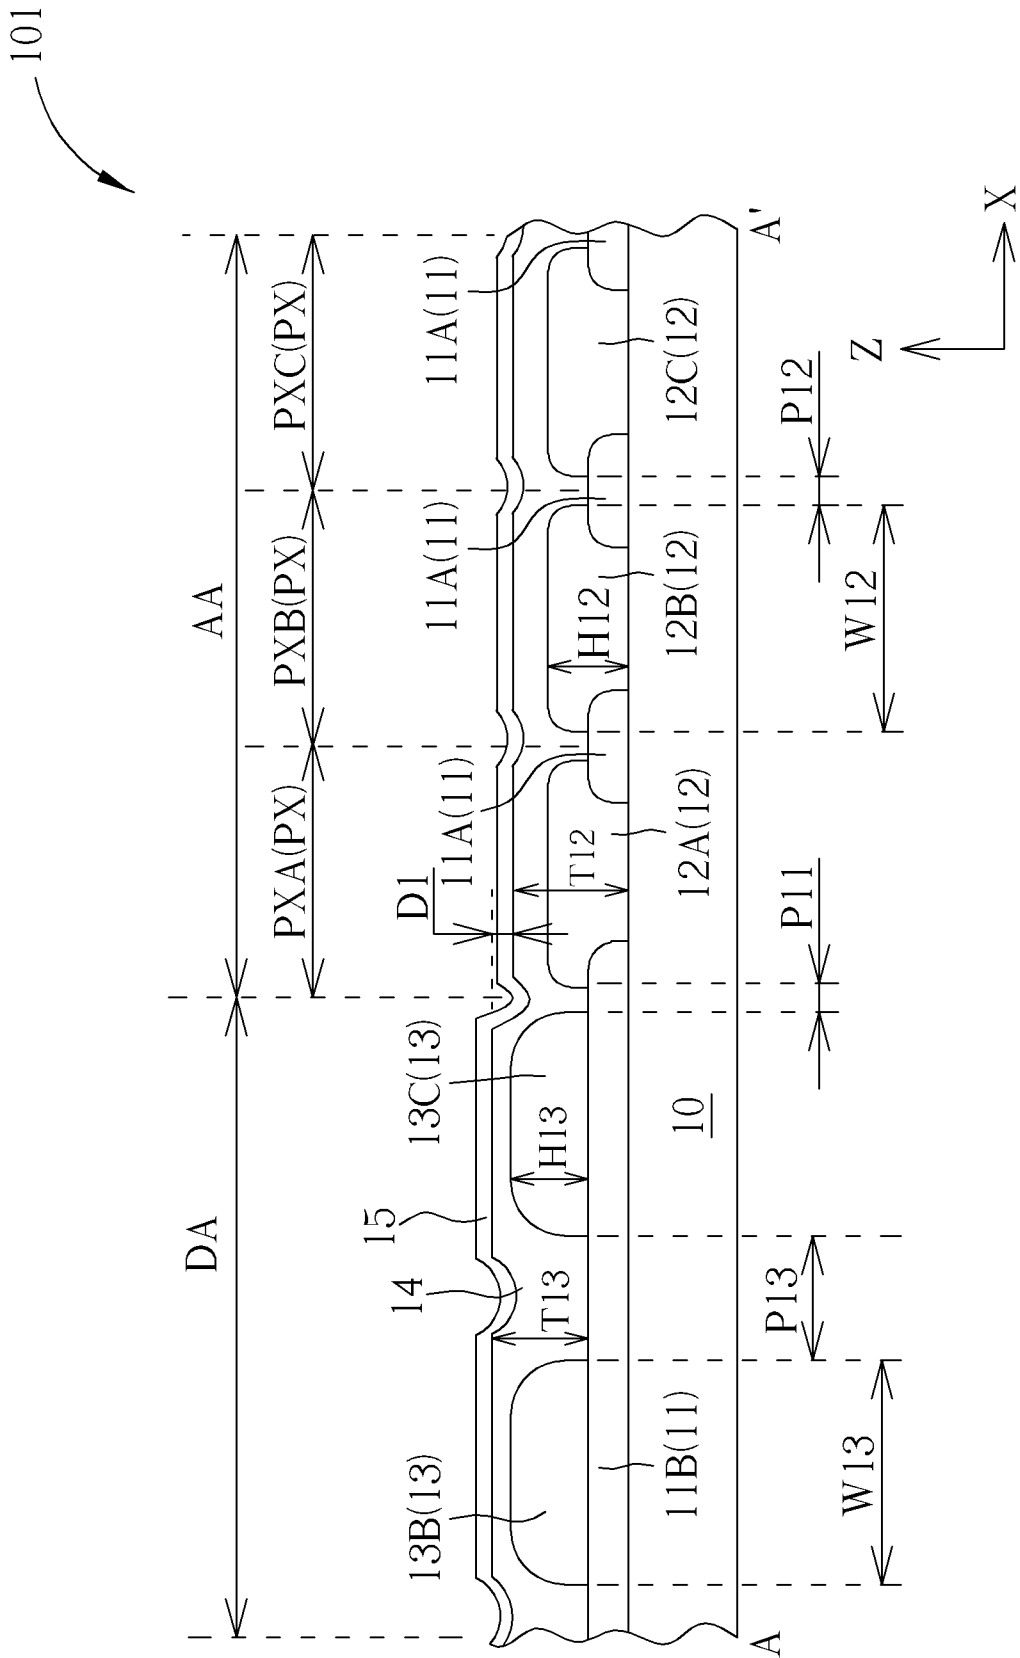 101
AA
DA
PXA(PX)
PXB(PX)
PXC(PX)
13B(13)
14
15
13C(13)
D1
11A(11)
11A(11)
11A(11)
T13
H13
T12
H12
11B(11)
10
12A(12)
12B(12)
12C(12)
A
A'
P13
P11
P12
W13
W12
Z
X